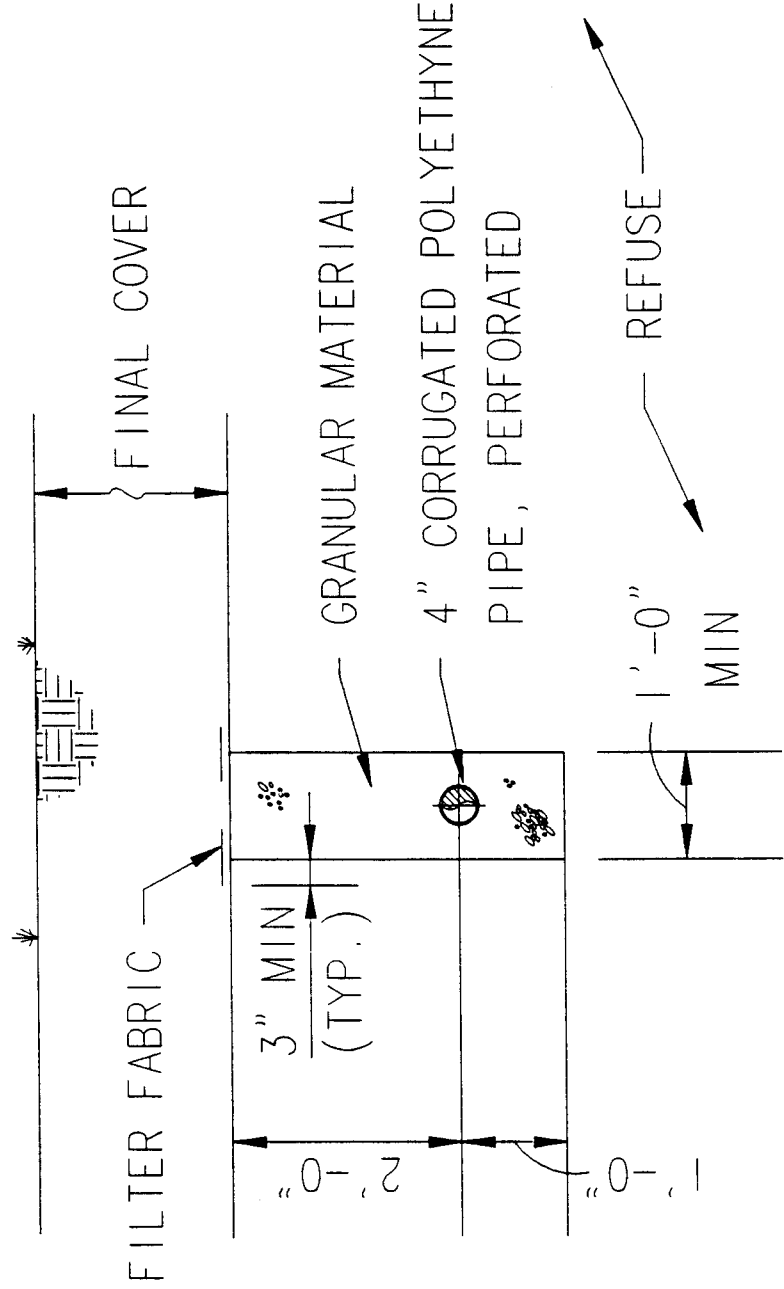 FINAL COVER
FILTER FABRIC
3" MIN
(TYP.)
GRANULAR MATERIAL
4" CORRUGATED POLYETHYNE
PIPE, PERFORATED
2'-0"
1'-0"
REFUSE
1'-0"
MIN